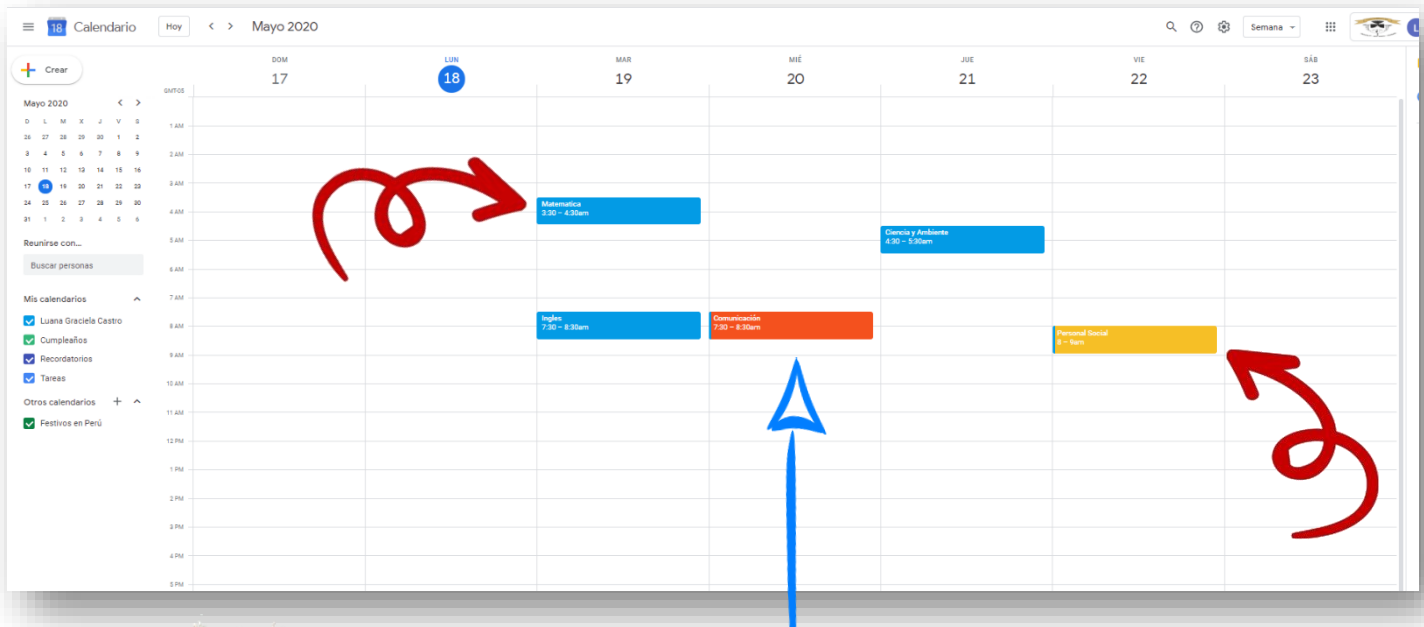 18 Calendario Hoy Mayo 2020 Semana
Crear
DOM LUN MAR MIÉ JUE VIE SÁB
17 18 19 20 21 22 23
GMT-05
Mayo 2020
D L M X J V S
26 27 28 29 30 1 2
3 4 5 6 7 8 9
10 11 12 13 14 15 16
17 18 19 20 21 22 23
24 25 26 27 28 29 30
31 1 2 3 4 5 6
Reunirse con...
Buscar personas
Mis calendarios
Luana Graciela Castro
Cumpleaños
Recordatorios
Tareas
Otros calendarios
Festivos en Perú
1 AM
2 AM
3 AM
4 AM
5 AM
6 AM
7 AM
8 AM
9 AM
10 AM
11 AM
12 PM
1 PM
2 PM
3 PM
4 PM
5 PM
Matematica
3:30 – 4:30am
Ciencia y Ambiente
4:30 – 5:30am
Ingles
7:30 – 8:30am
Comunicación
7:30 – 8:30am
Personal Social
8 – 9am